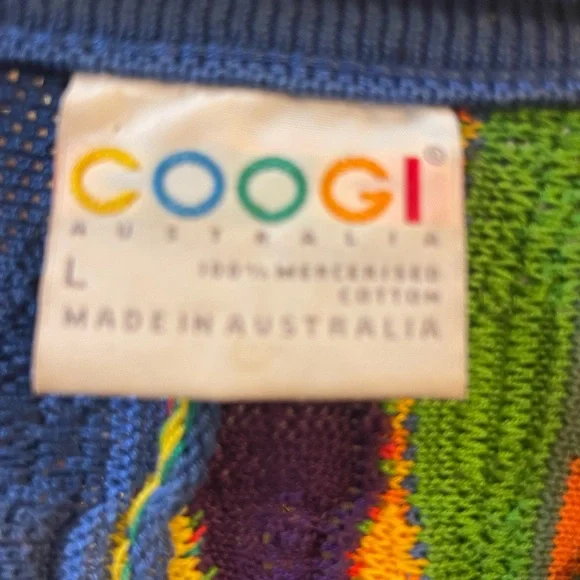 COOGI®
AUSTRALIA
L 100% MERCERISED
COTTON
MADE IN AUSTRALIA